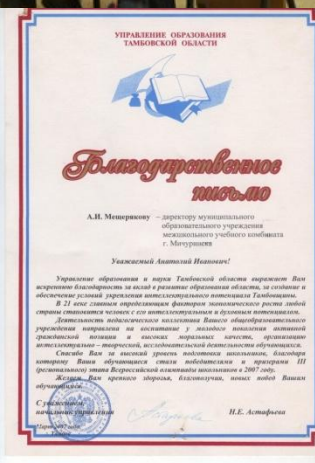 УПРАВЛЕНИЕ ОБРАЗОВАНИЯ
ТАМБОВСКОЙ ОБЛАСТИ
Благодарственное
письмо
А.И. Мещерякову – директору муниципального
образовательного учреждения
межшкольного учебного комбината
г. Мичуринска
Уважаемый Анатолий Иванович!
Управление образования и науки Тамбовской области выражает Вам
искреннюю благодарность за вклад в развитие образования области, за создание и
обеспечение условий укрепления интеллектуального потенциала Тамбовщины.
В 21 веке главным определяющим фактором экономического роста любой
страны становится человек с его интеллектуальным и духовным потенциалом.
Деятельность педагогического коллектива Вашего общеобразовательного
учреждения направлена на воспитание у молодого поколения активной
гражданской позиции и высоких моральных качеств, организацию
интеллектуально – творческой, исследовательской деятельности обучающихся.
Спасибо Вам за высокий уровень подготовки школьников, благодаря
которому Ваши обучающиеся стали победителями и призерами III
(регионального) этапа Всероссийской олимпиады школьников в 2007 году.
Желаем Вам крепкого здоровья, благополучия, новых побед Вашим
обучающимся.
С уважением,
начальник управления Н.Е. Астафьева